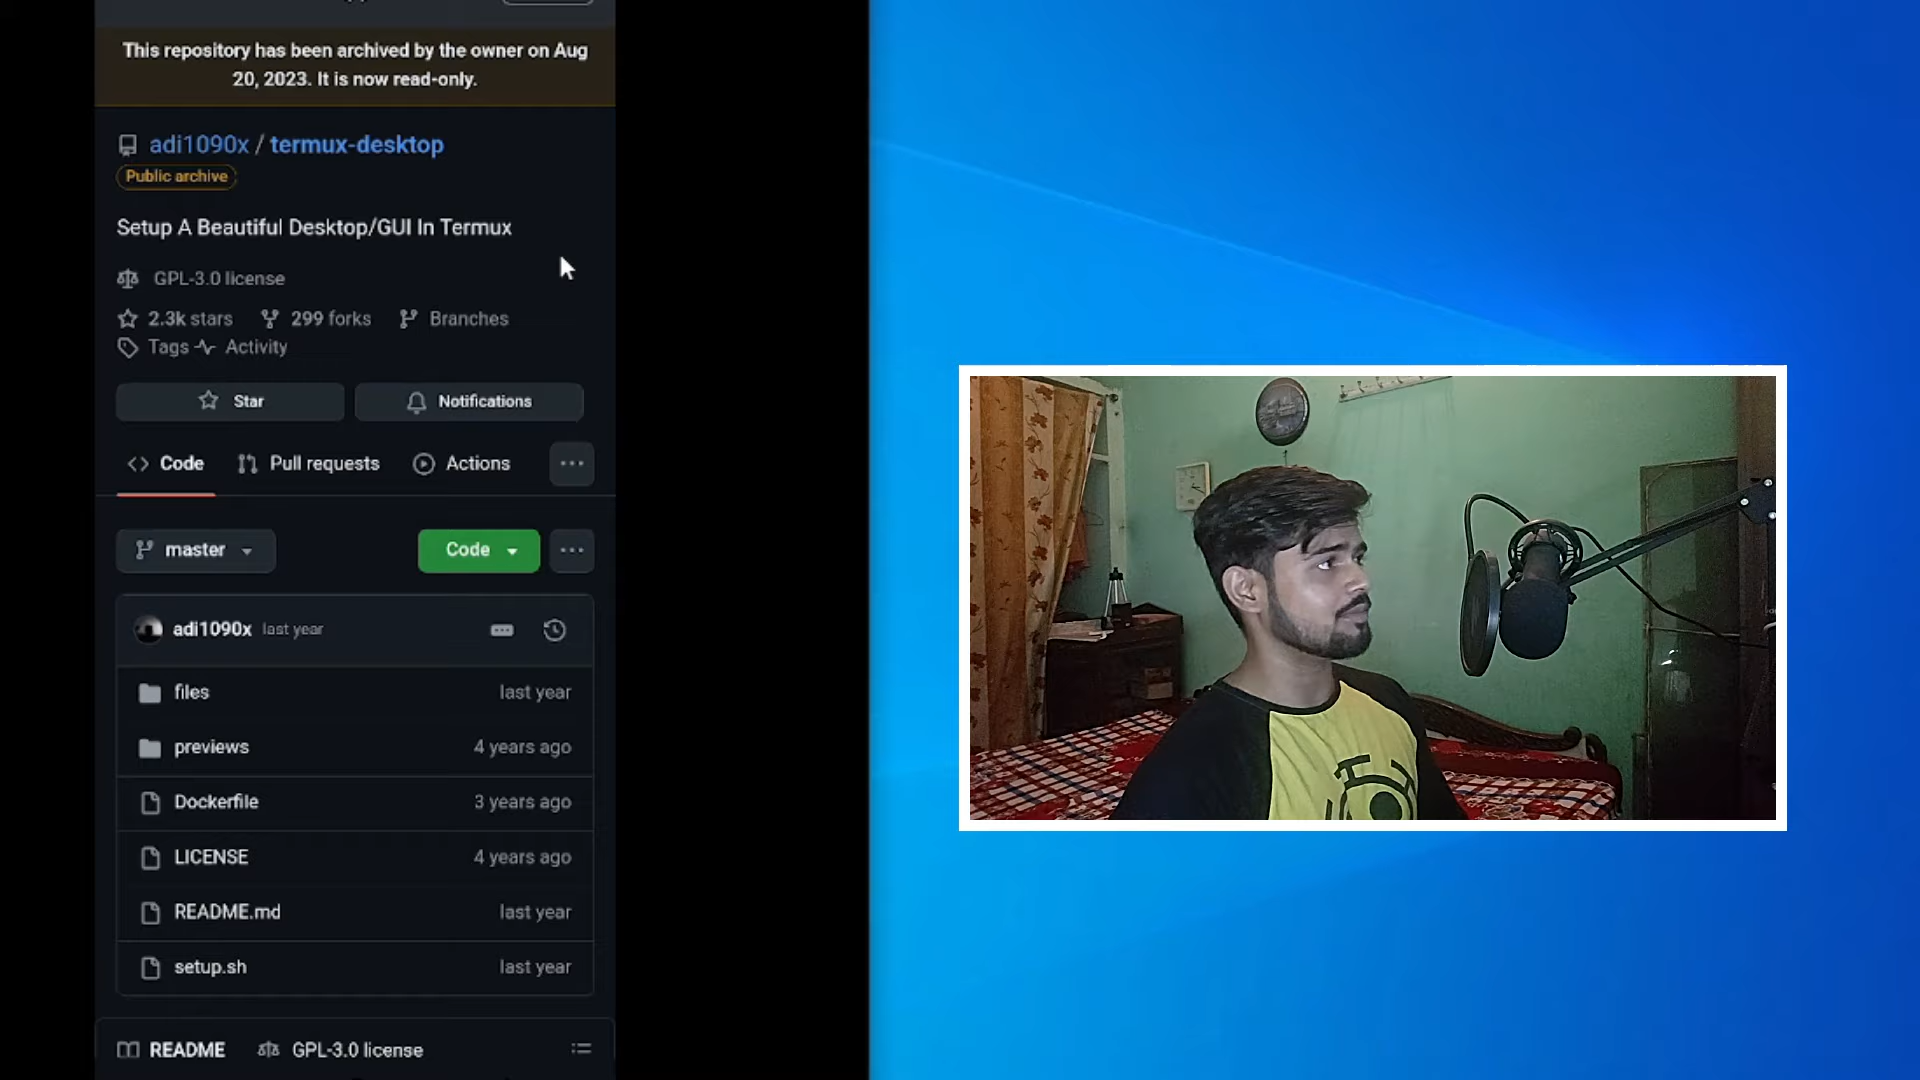 This repository has been archived by the owner on Aug
20, 2023. It is now read-only.
adi1090x / termux-desktop
Public archive
Setup A Beautiful Desktop/GUI In Termux
GPL-3.0 license
2.3k stars 299 forks Branches
Tags Activity
Star Notifications
Code Pull requests Actions
master Code
adi1090x last year
files last year
previews 4 years ago
Dockerfile 3 years ago
LICENSE 4 years ago
README.md last year
setup.sh last year
README GPL-3.0 license